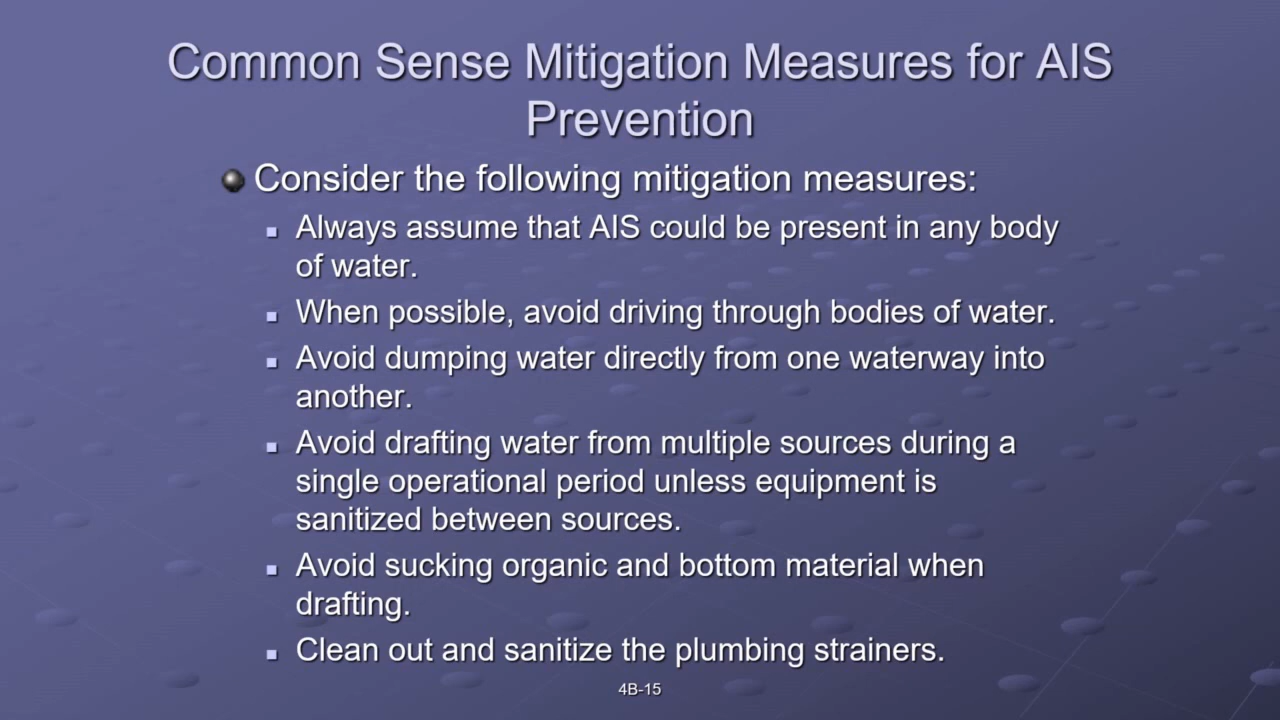 Common Sense Mitigation Measures for AIS
Prevention
Consider the following mitigation measures:
Always assume that AIS could be present in any body
of water.
When possible, avoid driving through bodies of water.
Avoid dumping water directly from one waterway into
another.
Avoid drafting water from multiple sources during a
single operational period unless equipment is
sanitized between sources.
Avoid sucking organic and bottom material when
drafting.
Clean out and sanitize the plumbing strainers.
4B-15